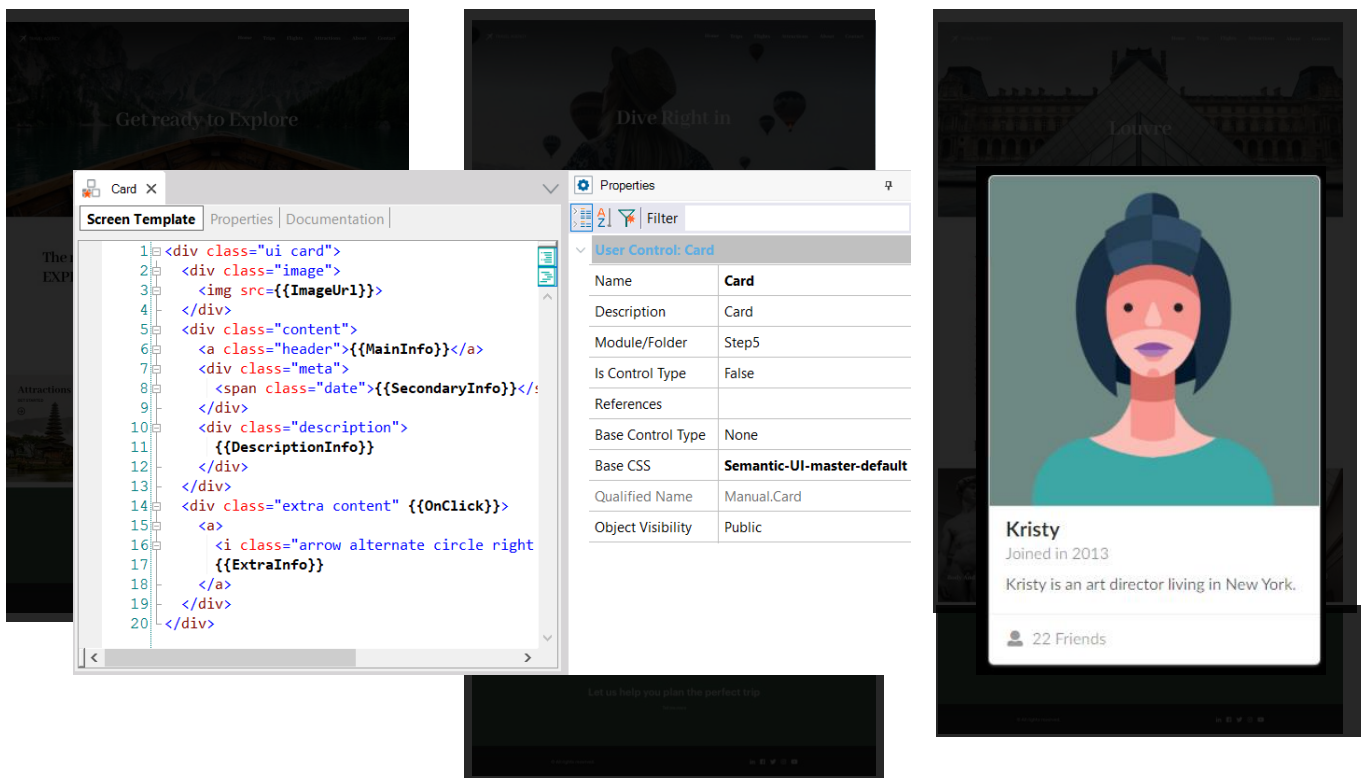 Get ready to Explore
Dive Right in
Louvre
The
EXP
Attractions
Card
Screen Template Properties Documentation
1 <div class="ui card">
2 <div class="image">
3 <img src={{ImageUrl}}>
4 </div>
5 <div class="content">
6 <a class="header">{{MainInfo}}</a>
7 <div class="meta">
8 <span class="date">{{SecondaryInfo}}</s
9 </div>
10 <div class="description">
11 {{DescriptionInfo}}
12 </div>
13 </div>
14 <div class="extra content" {{OnClick}}>
15 <a>
16 <i class="arrow alternate circle right
17 {{ExtraInfo}}
18 </a>
19 </div>
20 </div>
Properties
Filter
User Control: Card
Name Card
Description Card
Module/Folder Step5
Is Control Type False
References
Base Control Type None
Base CSS Semantic-UI-master-default
Qualified Name Manual.Card
Object Visibility Public
Kristy
Joined in 2013
Kristy is an art director living in New York.
22 Friends
Let us help you plan the perfect trip